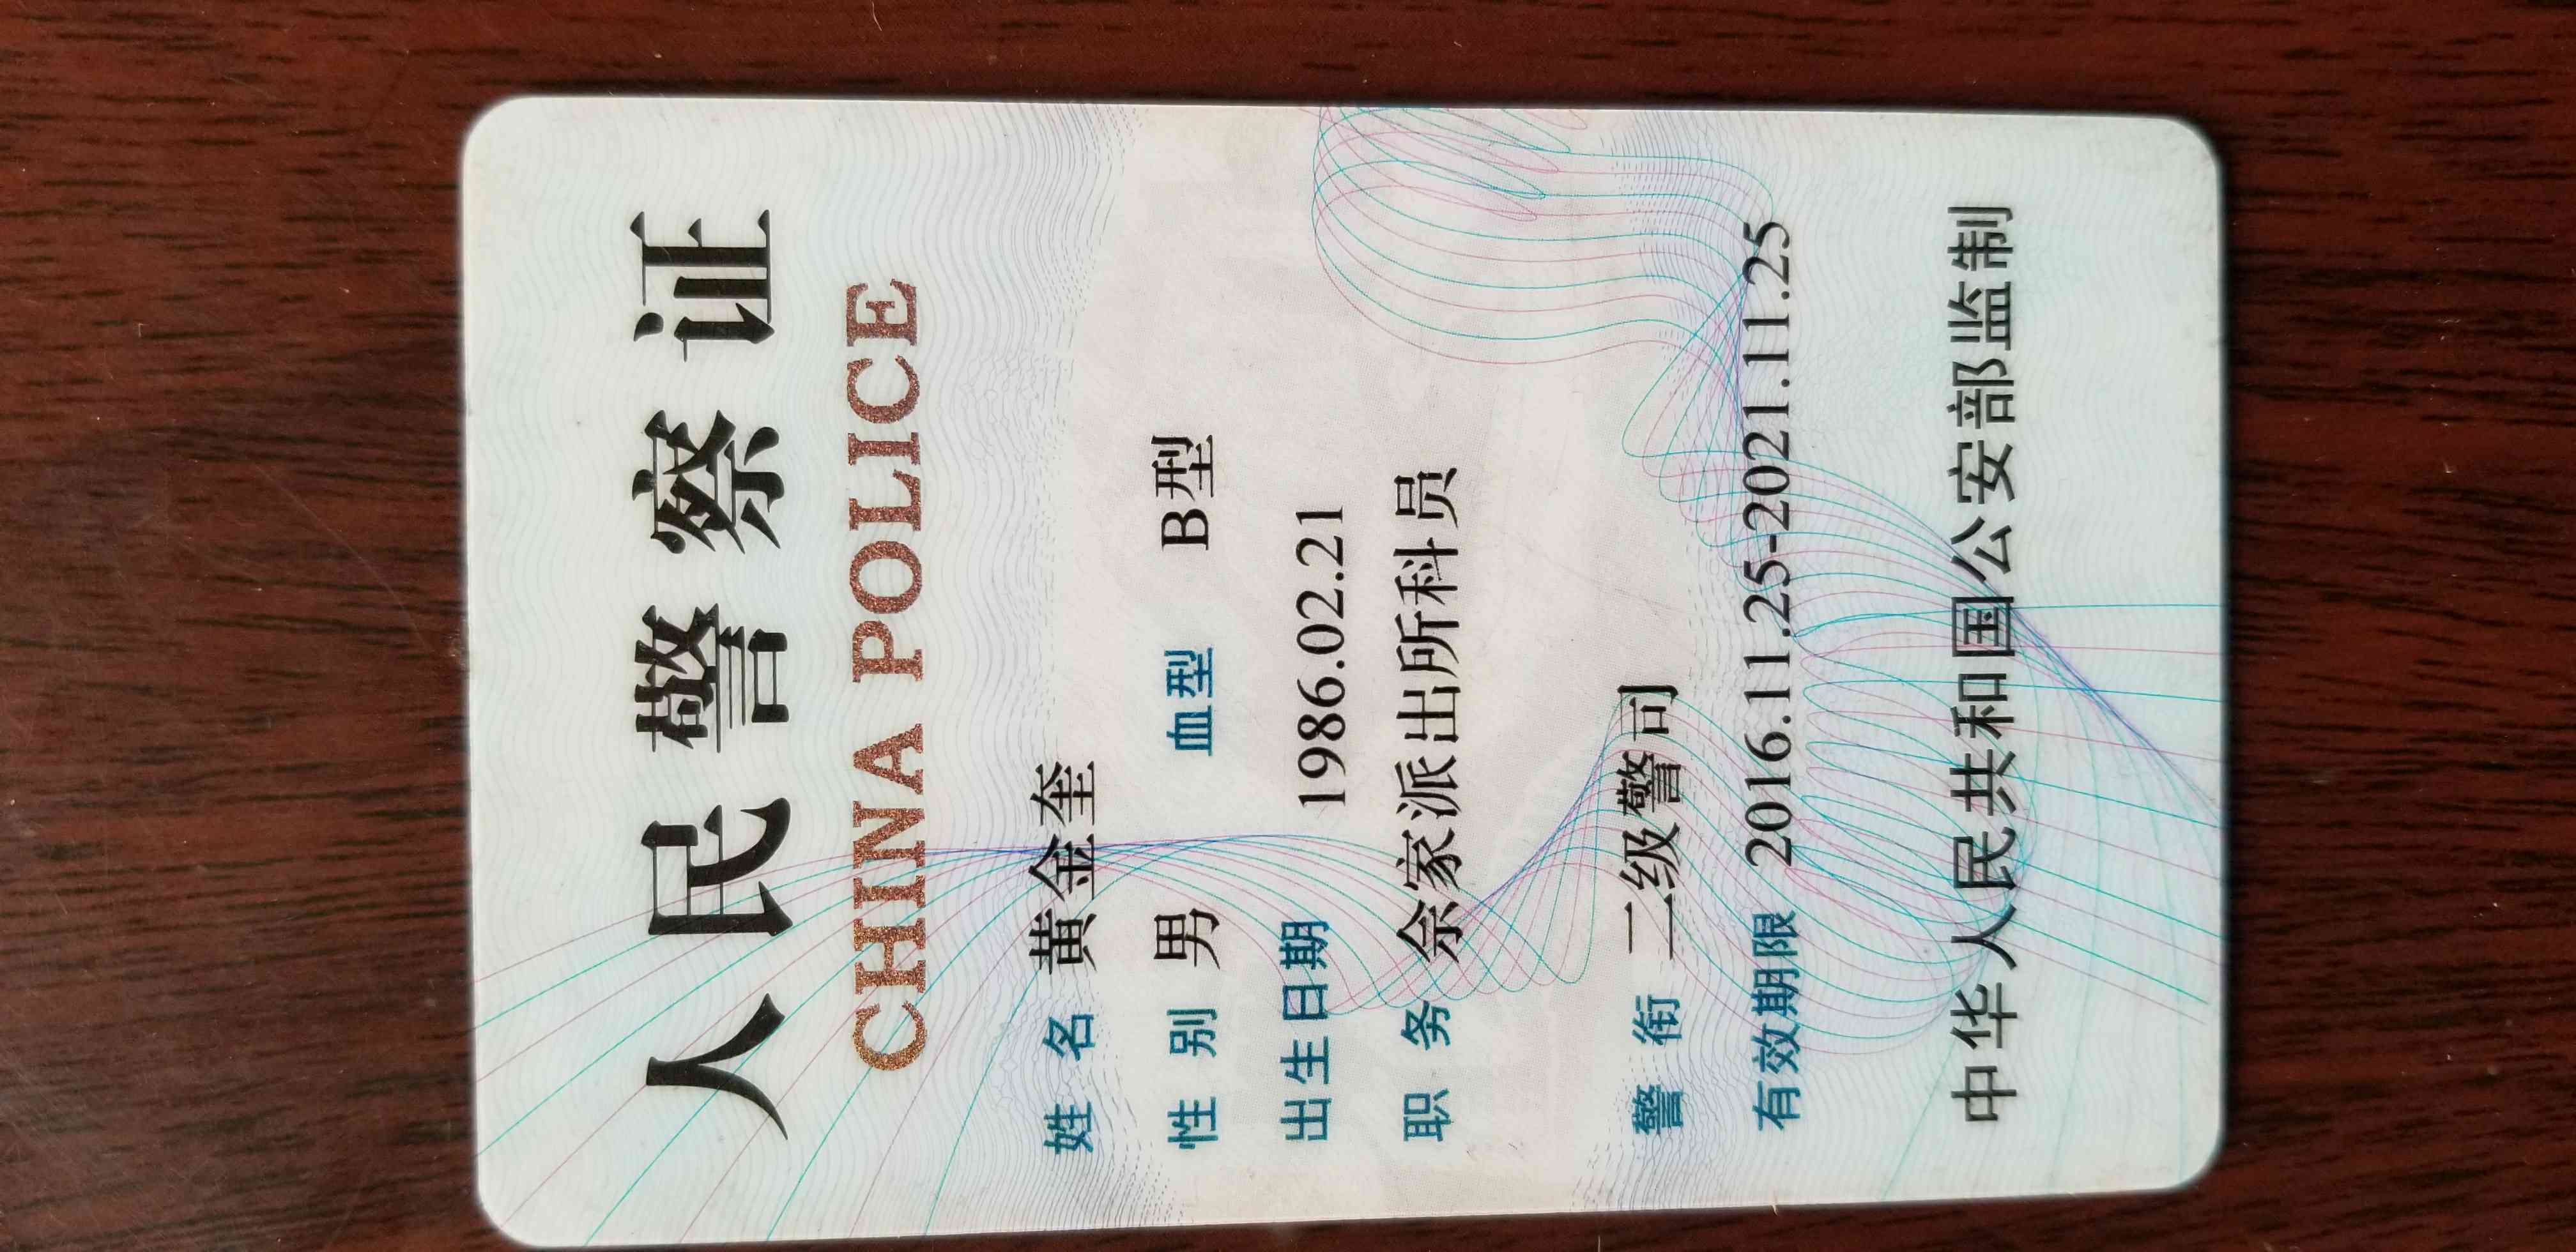 人民警察证
CHINA POLICE
姓 名 黄金奎
性 别 男 血型 B型
出生日期 1986.02.21
职 务 余家派出所科员
警 衔 二级警司
有效期限 2016.11.25-2021.11.25
中华人民共和国公安部监制